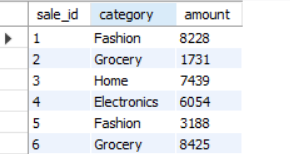 sale_id category amount
1 Fashion 8228
2 Grocery 1731
3 Home 7439
4 Electronics 6054
5 Fashion 3188
6 Grocery 8425